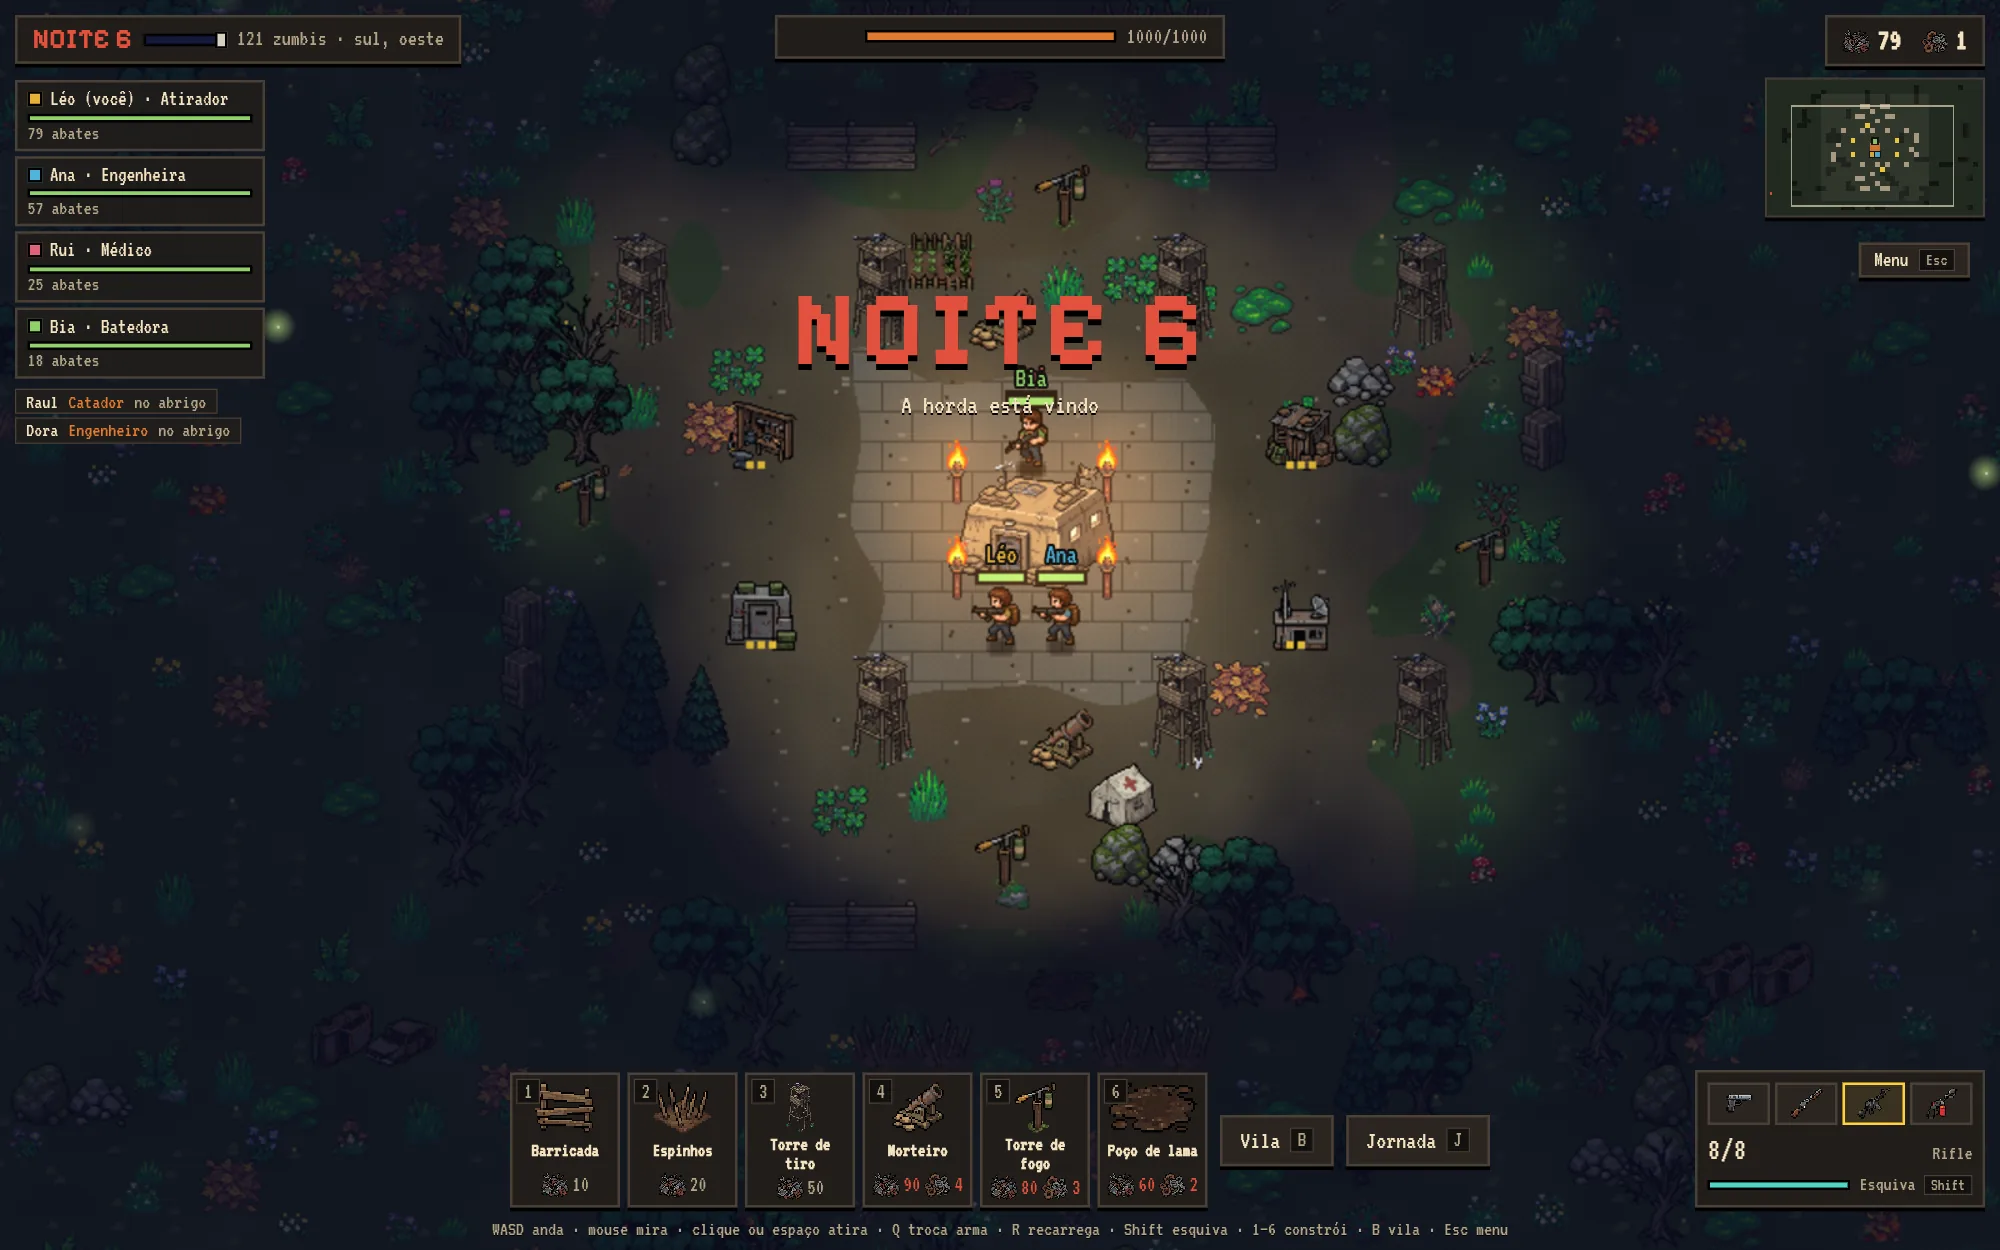 NOITE 6 121 zumbis · sul, oeste
1000/1000
79 1
Léo (você) · Atirador
79 abates
Ana · Engenheira
57 abates
Rui · Médico
25 abates
Bia · Batedora
18 abates
Raul Catador no abrigo
Dora Engenheiro no abrigo
Menu Esc
NOITE 6
Bia
A horda está vindo
Léo Ana
1
Barricada
10
2
Espinhos
20
3
Torre de
tiro
50
4
Morteiro
90 4
5
Torre de
fogo
80 3
6
Poço de lama
60 2
Vila B
Jornada J
8/8 Rifle
Esquiva Shift
WASD anda · mouse mira · clique ou espaço atira · Q troca arma · R recarrega · Shift esquiva · 1-6 constrói · B vila · Esc menu